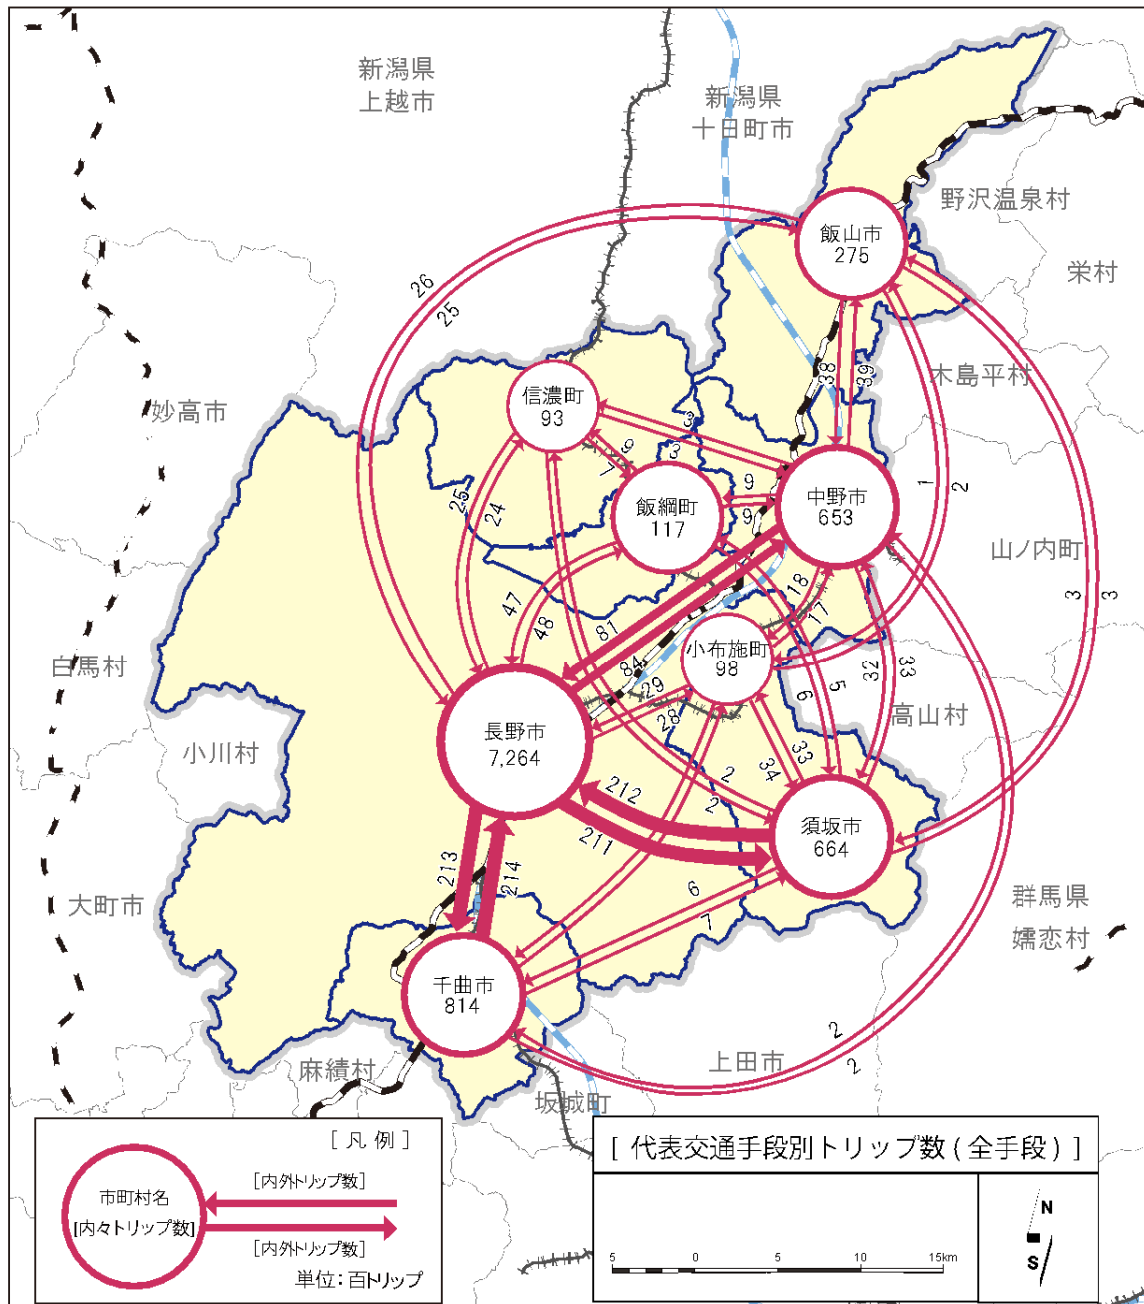 新潟県
上越市
新潟県
十日町市
野沢温泉村
栄村
飯山市
275
26
25
38
39
木島平村
妙高市
信濃町
93
3
3
9
7
飯綱町
117
9
9
中野市
653
1
2
25
24
山ノ内町
47
48
81
84
18
17
3
3
白馬村
小川村
小布施町
98
29
28
6
5
32
33
高山村
長野市
7,264
33
34
2
2
212
211
須坂市
664
213
214
6
7
大町市
群馬県
嬬恋村
千曲市
814
2
2
麻績村
上田市
坂城町
[ 凡 例 ]
市町村名
[内々トリップ数]
[内外トリップ数]
[内外トリップ数]
単位：百トリップ
[ 代表交通手段別トリップ数 ( 全手段 ) ]
5 0 5 10 15km
N
S